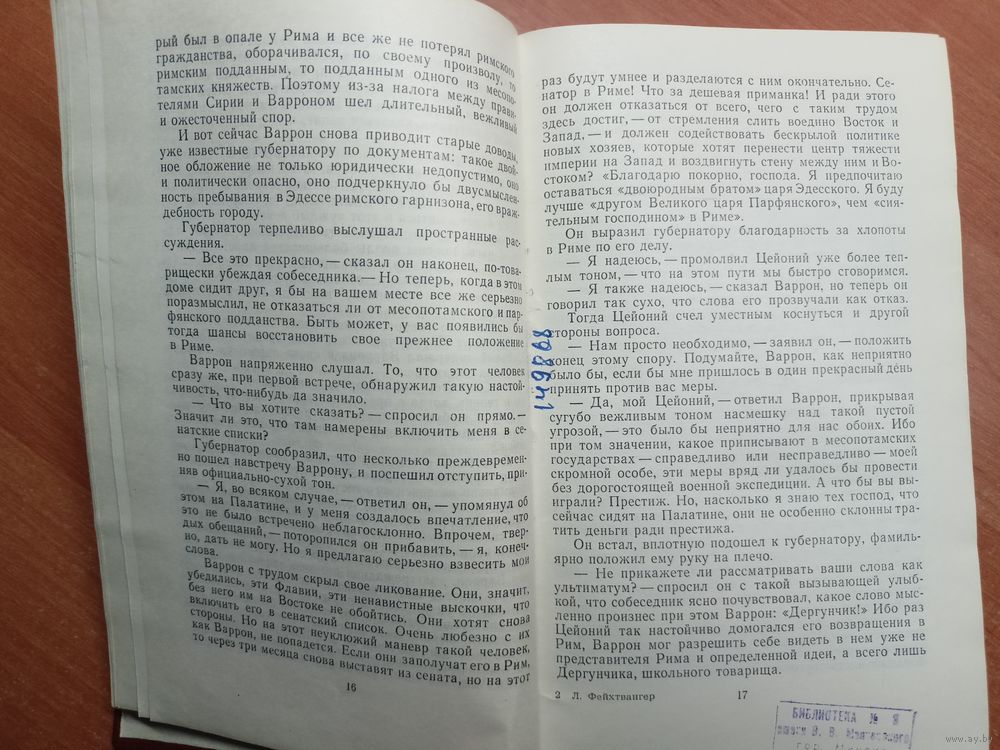 рый был в опале у Рима и все же не потерял римского
гражданства, оборачивался, по своему произволу, то
римским подданным, то подданным одного из месопо-
тамских княжеств. Поэтому из-за налога между прави-
телями Сирии и Варроном шел длительный, вежливый
и ожесточенный спор.
И вот сейчас Варрон снова приводит старые доводы,
уже известные губернатору по документам: такое двой-
ное обложение не только юридически недопустимо, оно
и политически опасно, оно подчеркнуло бы двусмыслен-
ность пребывания в Эдессе римского гарнизона, его враж-
дебность городу.
Губернатор терпеливо выслушал пространные рас-
суждения.
— Все это прекрасно, — сказал он наконец, по-това-
рищески убеждая собеседника.— Но теперь, когда в этом
доме сидит друг, я бы на вашем месте все же серьезно
поразмыслил, не отказаться ли от месопотамского и пар-
фянского подданства. Быть может, у вас появились бы
тогда шансы восстановить свое прежнее положение
в Риме.
Варрон напряженно слушал. То, что этот человек
сразу же, при первой встрече, обнаружил такую настой-
чивость, что-нибудь да значило.
— Что вы хотите сказать? — спросил он прямо.—
Значит ли это, что там намерены включить меня в се-
натские списки?
Губернатор сообразил, что несколько преждевремен-
но пошел навстречу Варрону, и поспешил отступить, при-
няв официально-сухой тон.
— Я, во всяком случае, — ответил он, — упомянул об
этом на Палатине, и у меня создалось впечатление, что
это не было встречено неблагосклонно. Впрочем, твер-
дых обещаний, — поторопился он прибавить, — я, конеч-
но, дать не могу. Но я предлагаю серьезно взвесить мои
слова.
Варрон с трудом скрыл свое ликование. Они, значит,
убедились, эти Флавии, эти ненавистные выскочки, что
без него им на Востоке не обойтись. Они хотят снова
включить его в сенатский список. Очень любезно с их
стороны. Но на этот неуклюжий маневр такой человек,
как Варрон, не попадется. Если они заполучат его в Рим,
то через три месяца снова выставят из сената, но на этот
16
раз будут умнее и разделаются с ним окончательно. Се-
натор в Риме! Что за дешевая приманка! И ради этого
он должен отказаться от всего, чего с таким трудом
здесь достиг, — от стремления слить воедино Восток и
Запад, — и должен содействовать бескрылой политике
новых хозяев, которые хотят перенести центр тяжести
империи на Запад и воздвигнуть стену между ним и Во-
стоком? «Благодарю покорно, господа. Я предпочитаю
оставаться «двоюродным братом» царя Эдесского. Я буду
лучше «другом Великого царя Парфянского», чем «сия-
тельным господином» в Риме».
Он выразил губернатору благодарность за хлопоты
в Риме по его делу.
— Я надеюсь, — промолвил Цейоний уже более теп-
лым тоном, — что на этом пути мы быстро сговоримся.
— Я также надеюсь, — сказал Варрон, но теперь он
говорил так сухо, что слова его прозвучали как отказ.
Тогда Цейоний счел уместным коснуться и другой
стороны вопроса.
— Нам просто необходимо, — заявил он, — положить
конец этому спору. Подумайте, Варрон, как неприятно
было бы, если бы мне пришлось в один прекрасный день
принять против вас меры.
— Да, мой Цейоний, — ответил Варрон, прикрывая
сугубо вежливым тоном насмешку над такой пустой
угрозой, — это было бы неприятно для нас обоих. Ибо
при том значении, какое приписывают в месопотамских
государствах — справедливо или несправедливо — моей
скромной особе, эти меры вряд ли удалось бы провести
без дорогостоящей военной экспедиции. А что бы вы вы-
играли? Престиж. Но, насколько я знаю тех господ, что
сейчас сидят на Палатине, они не особенно склонны тра-
тить деньги ради престижа.
Он встал, вплотную подошел к губернатору, фамиль-
ярно положил ему руку на плечо.
— Не прикажете ли рассматривать ваши слова как
ультиматум? — спросил он с такой вызывающей улыб-
кой, что собеседник ясно почувствовал, какое слово мыс-
ленно произнес при этом Варрон: «Дергунчик!» Ибо раз
Цейоний так настойчиво домогался его возвращения в
Рим, Варрон мог разрешить себе видеть в нем уже не
представителя Рима и определенной идеи, а всего лишь
Дергунчика, школьного товарища.
2 Л. Фейхтвангер 17
149868
БИБЛИОТЕКА №
www.ay.by